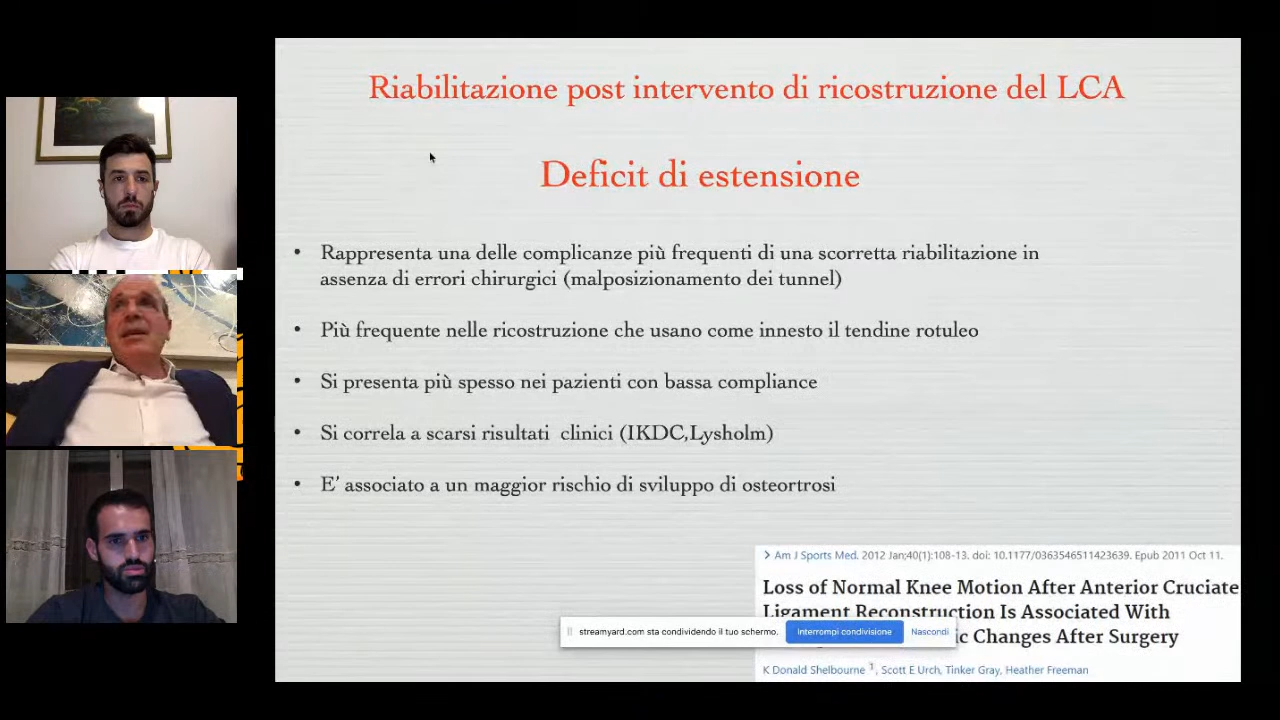 Riabilitazione post intervento di ricostruzione del LCA
Deficit di estensione
• Rappresenta una delle complicanze più frequenti di una scorretta riabilitazione in
assenza di errori chirurgici (malposizionamento dei tunnel)
• Più frequente nelle ricostruzione che usano come innesto il tendine rotuleo
• Si presenta più spesso nei pazienti con bassa compliance
• Si correla a scarsi risultati clinici (IKDC,Lysholm)
• E' associato a un maggior rischio di sviluppo di osteortrosi
> Am J Sports Med. 2012 Jan;40(1):108-13. doi: 10.1177/0363546511423639. Epub 2011 Oct 11.
Loss of Normal Knee Motion After Anterior Cruciate
Ligament Reconstruction Is Associated With
streamyard.com sta condividendo il tuo schermo. Interrompi condivisione Nascondi
Changes After Surgery
K Donald Shelbourne 1, Scott E Urch, Tinker Gray, Heather Freeman